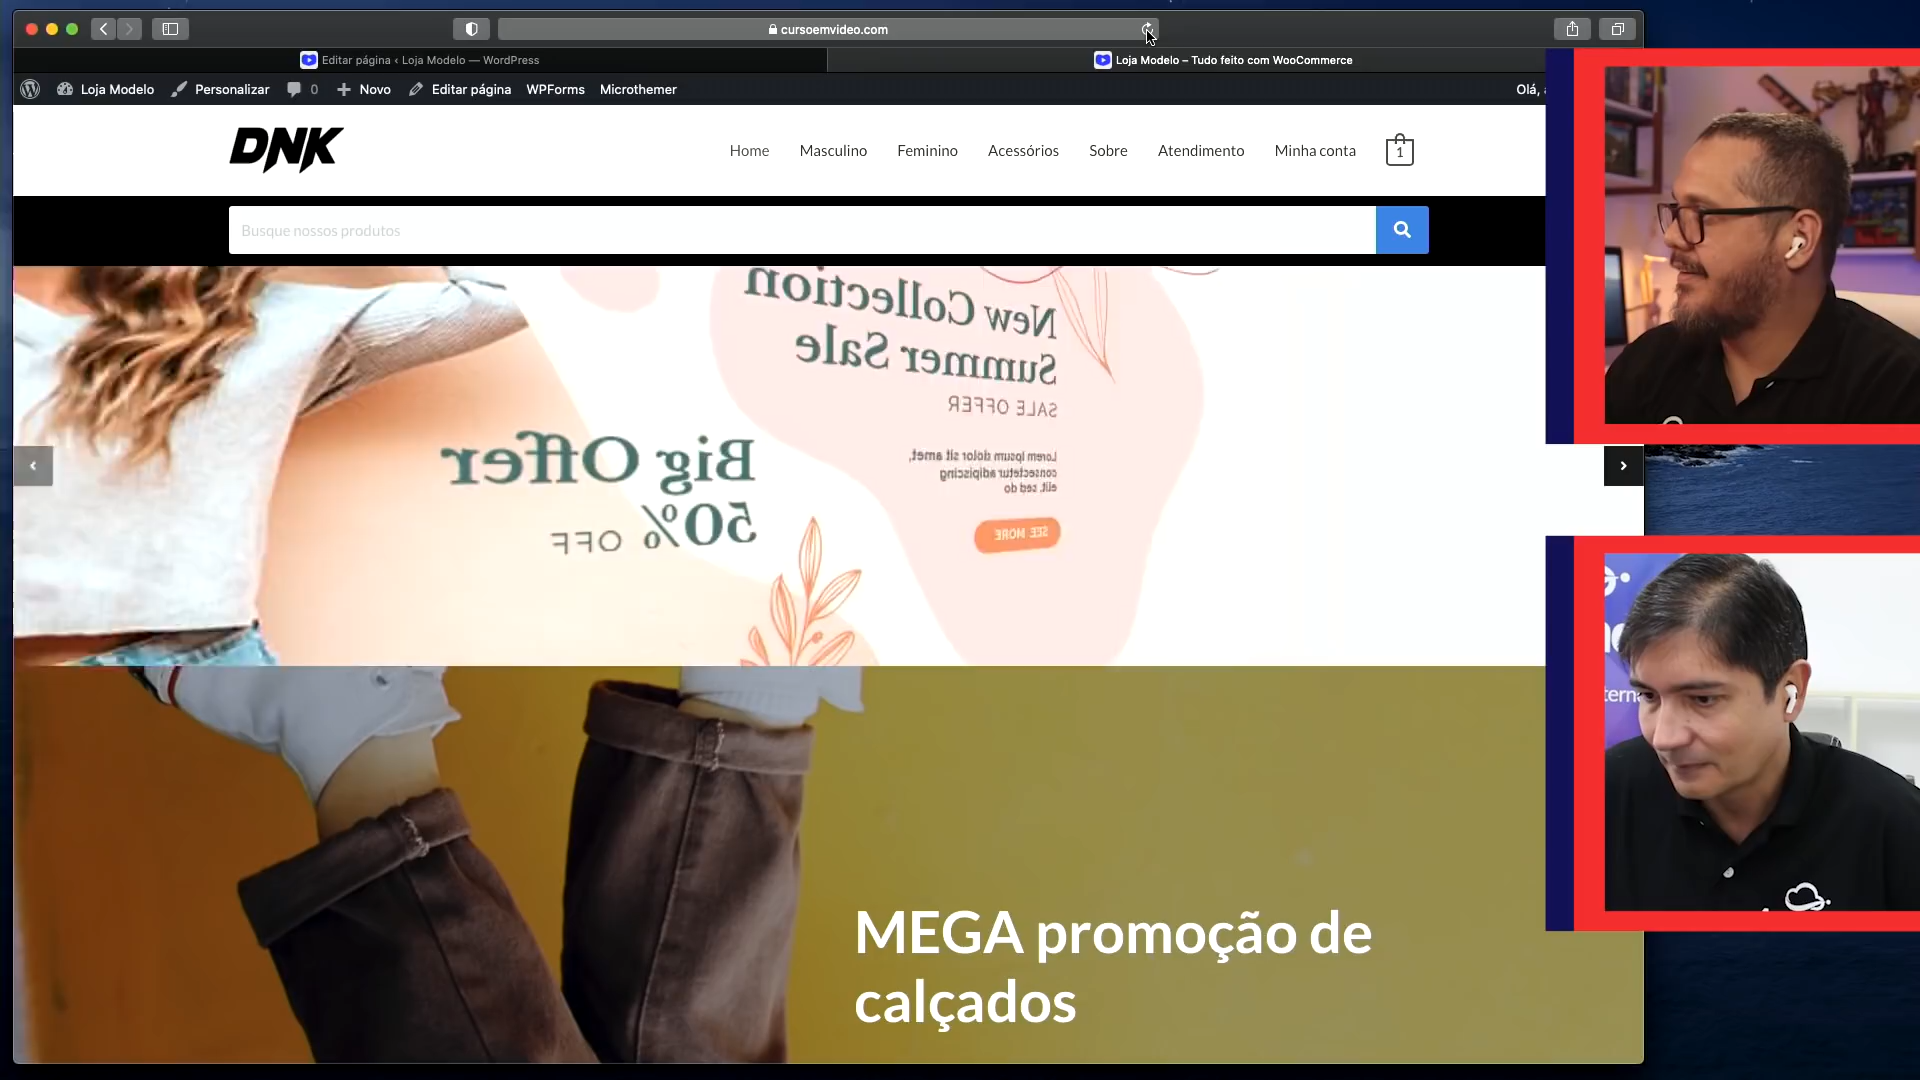 cursoemvideo.com
Editar página ‹ Loja Modelo — WordPress
Loja Modelo – Tudo feito com WooCommerce
Loja Modelo Personalizar 0 Novo Editar página WPForms Microthemer Olá,
DNK
Home Masculino Feminino Acessórios Sobre Atendimento Minha conta 1
Busque nossos produtos
New Collection
Summer Sale
SALE OFFER
Big Offer
50% OFF
Lorem ipsum dolor sit amet,
consectetur adipiscing
elit. sed do
SEE MORE
MEGA promoção de
calçados